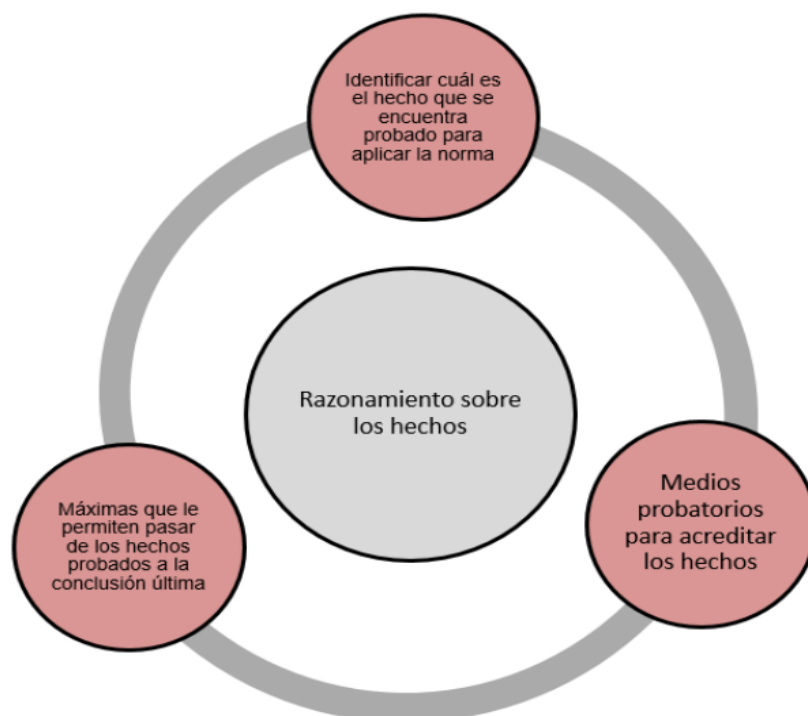 Identificar cuál es
el hecho que se
encuentra
probado para
aplicar la norma
Razonamiento sobre
los hechos
Medios
probatorios
para acreditar
los hechos
Máximas que le
permiten pasar
de los hechos
probados a la
conclusión última